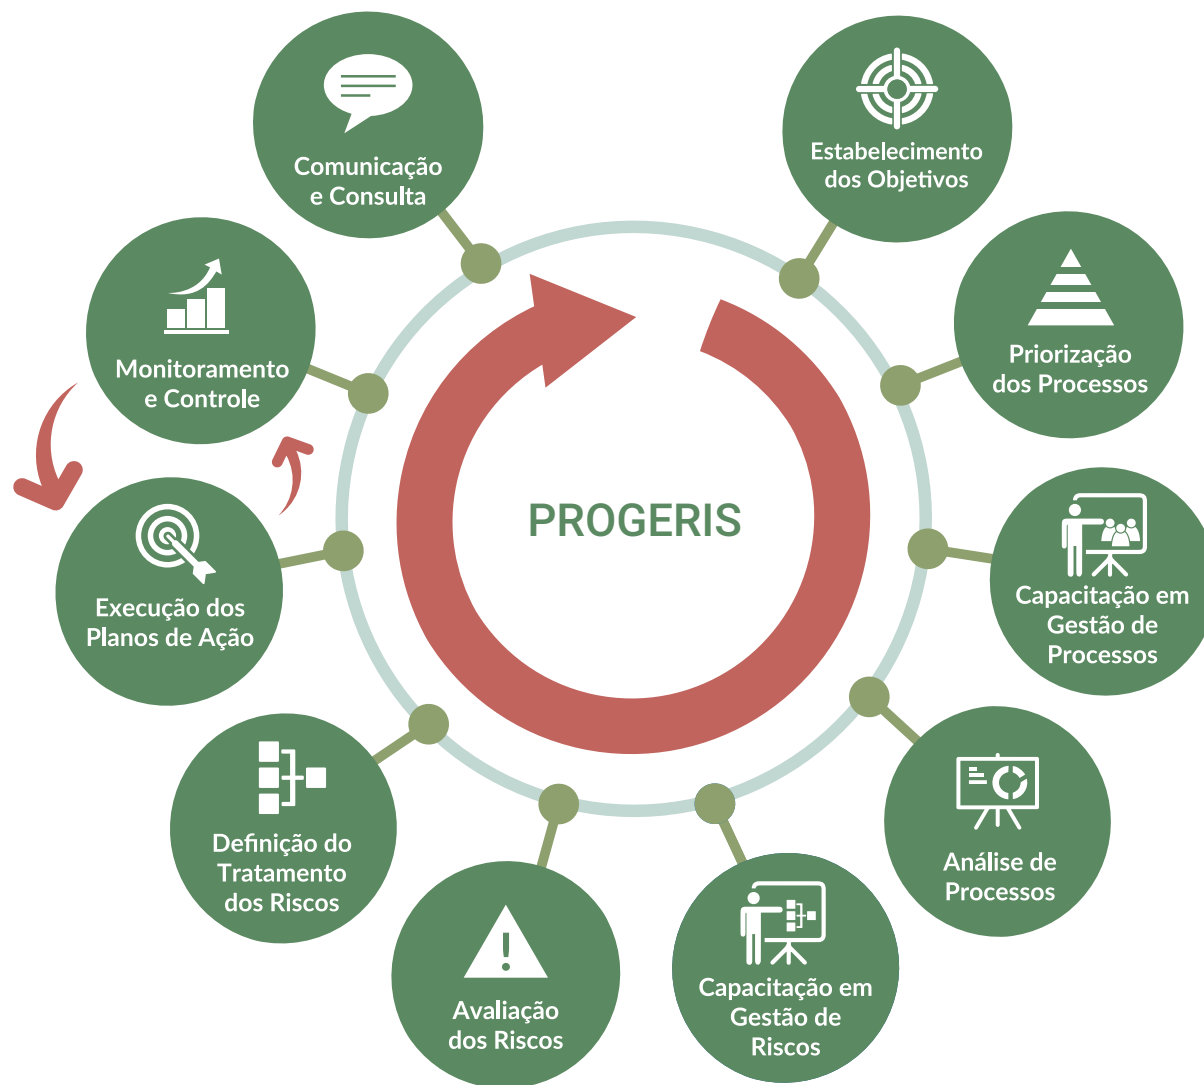 Estabelecimento
dos Objetivos
Priorização
dos Processos
Capacitação em
Gestão de
Processos
Análise de
Processos
Capacitação em
Gestão de
Riscos
Avaliação
dos Riscos
Definição do
Tratamento
dos Riscos
Execução dos
Planos de Ação
Monitoramento
e Controle
Comunicação
e Consulta
PROGERIS